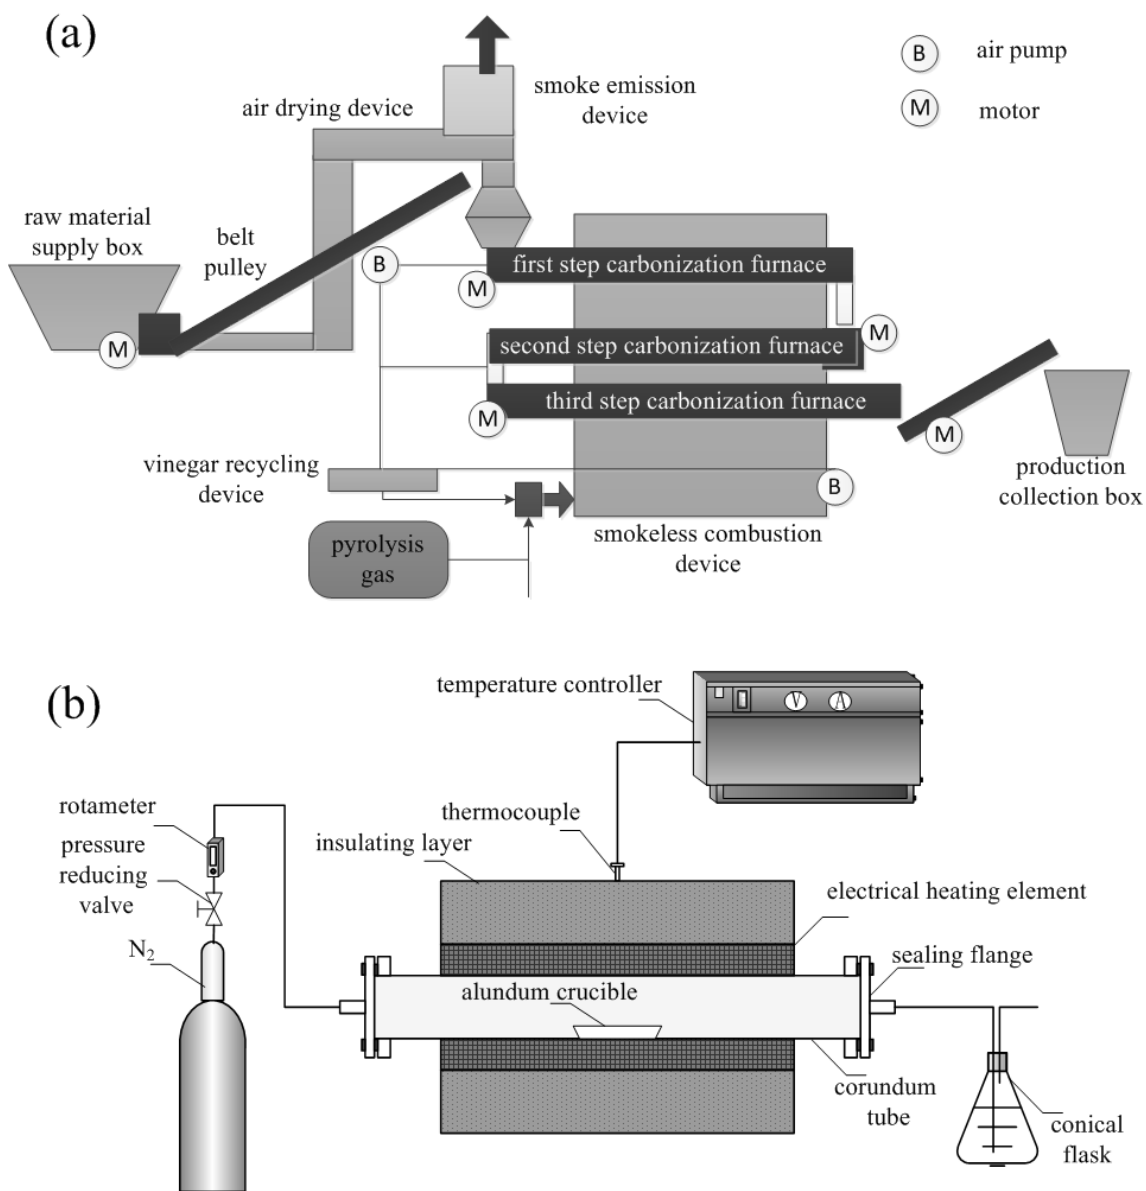 (a)
B
air pump
M
motor
smoke emission
device
air drying device
raw material
supply box
belt
pulley
B
first step carbonization furnace
M
M
M
second step carbonization furnace
third step carbonization furnace
M
M
vinegar recycling
device
B
production
collection box
pyrolysis
gas
smokeless combustion
device
(b)
temperature controller
V
A
rotameter
thermocouple
pressure
reducing
valve
insulating layer
electrical heating element
N₂
sealing flange
alundum crucible
corundum
tube
conical
flask